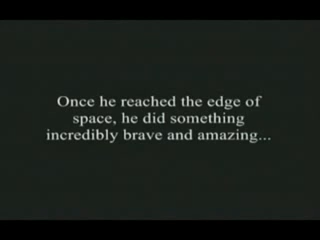 Once he reached the edge of
space, he did something
incredibly brave and amazing...